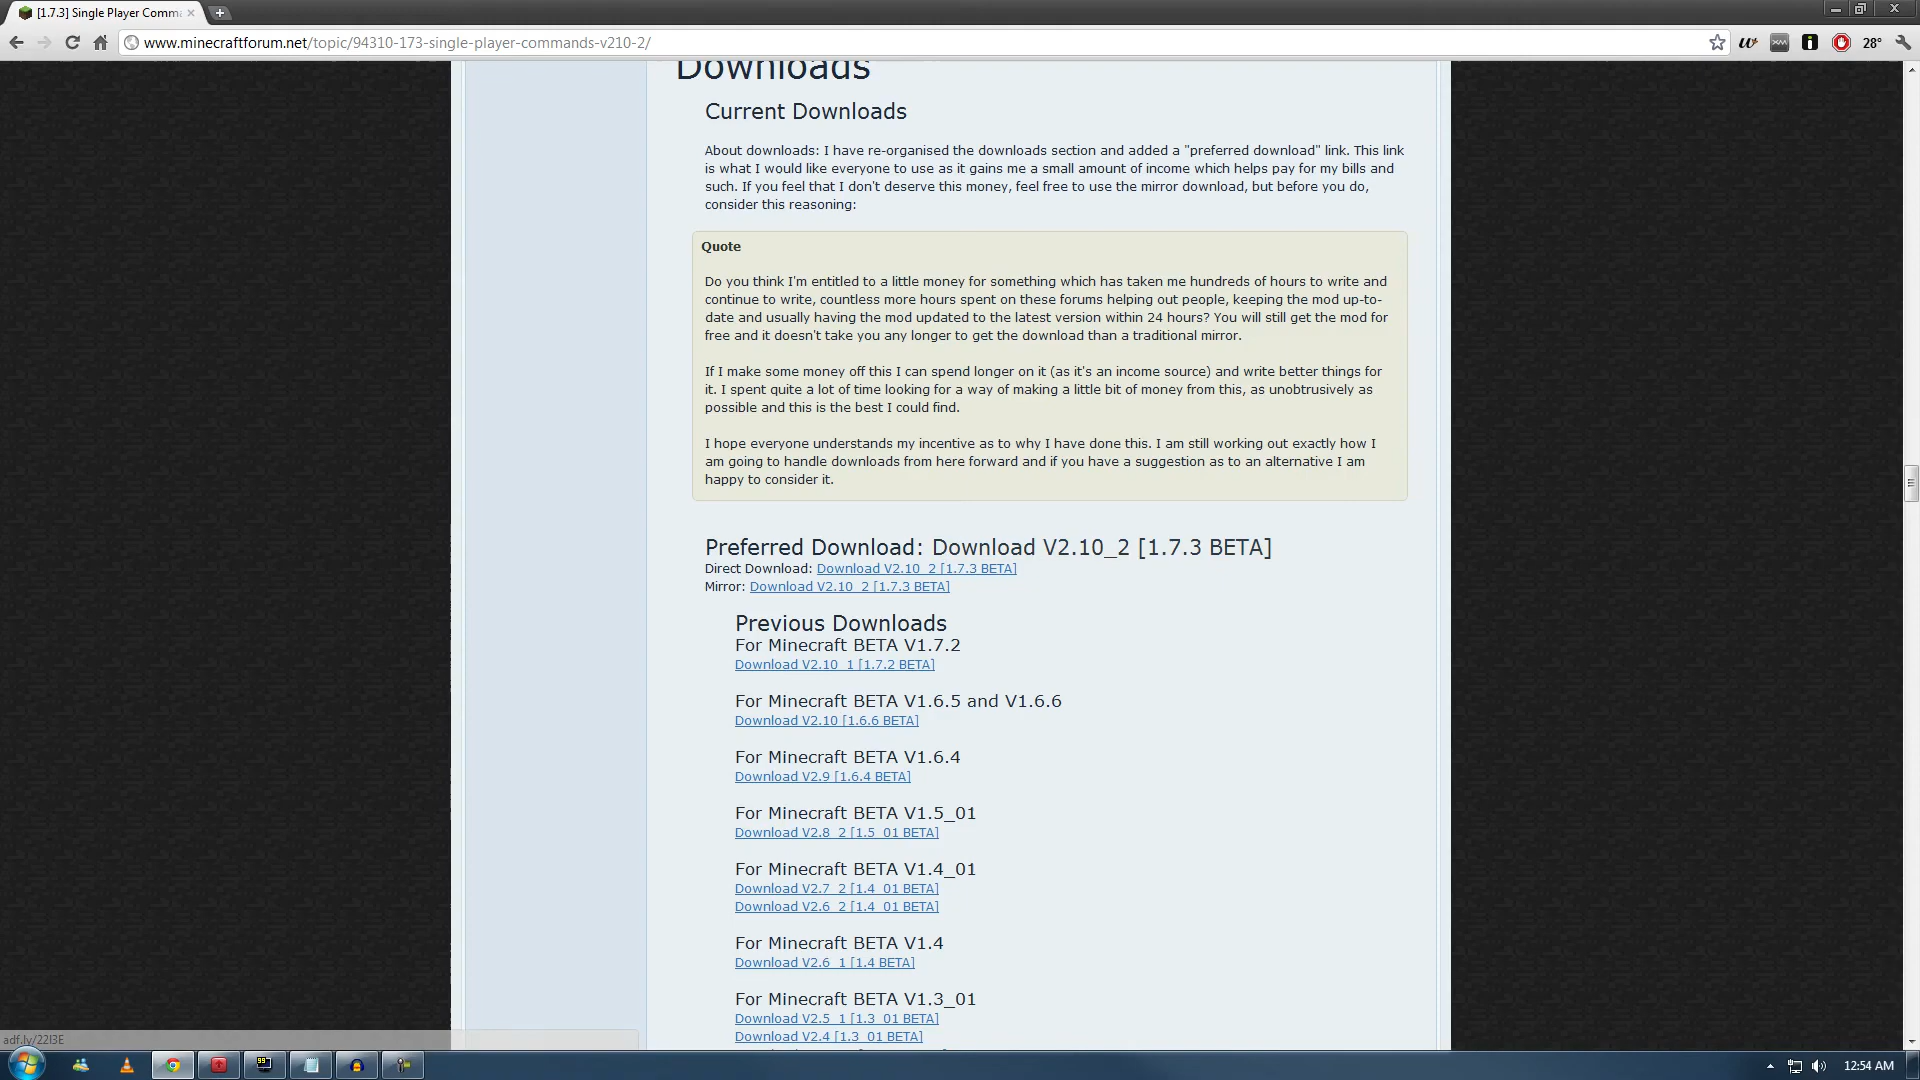 [1.7.3] Single Player Comma
www.minecraftforum.net/topic/94310-173-single-player-commands-v210-2/
28°
Downloads
Current Downloads
About downloads: I have re-organised the downloads section and added a "preferred download" link. This link
is what I would like everyone to use as it gains me a small amount of income which helps pay for my bills and
such. If you feel that I don't deserve this money, feel free to use the mirror download, but before you do,
consider this reasoning:
Quote
Do you think I'm entitled to a little money for something which has taken me hundreds of hours to write and
continue to write, countless more hours spent on these forums helping out people, keeping the mod up-to-
date and usually having the mod updated to the latest version within 24 hours? You will still get the mod for
free and it doesn't take you any longer to get the download than a traditional mirror.
If I make some money off this I can spend longer on it (as it's an income source) and write better things for
it. I spent quite a lot of time looking for a way of making a little bit of money from this, as unobtrusively as
possible and this is the best I could find.
I hope everyone understands my incentive as to why I have done this. I am still working out exactly how I
am going to handle downloads from here forward and if you have a suggestion as to an alternative I am
happy to consider it.
Preferred Download: Download V2.10_2 [1.7.3 BETA]
Direct Download: Download V2.10_2 [1.7.3 BETA]
Mirror: Download V2.10_2 [1.7.3 BETA]
Previous Downloads
For Minecraft BETA V1.7.2
Download V2.10_1 [1.7.2 BETA]
For Minecraft BETA V1.6.5 and V1.6.6
Download V2.10 [1.6.6 BETA]
For Minecraft BETA V1.6.4
Download V2.9 [1.6.4 BETA]
For Minecraft BETA V1.5_01
Download V2.8_2 [1.5_01 BETA]
For Minecraft BETA V1.4_01
Download V2.7_2 [1.4_01 BETA]
Download V2.6_2 [1.4_01 BETA]
For Minecraft BETA V1.4
Download V2.6_1 [1.4 BETA]
For Minecraft BETA V1.3_01
Download V2.5_1 [1.3_01 BETA]
Download V2.4 [1.3_01 BETA]
adf.ly/22I3E
12:54 AM